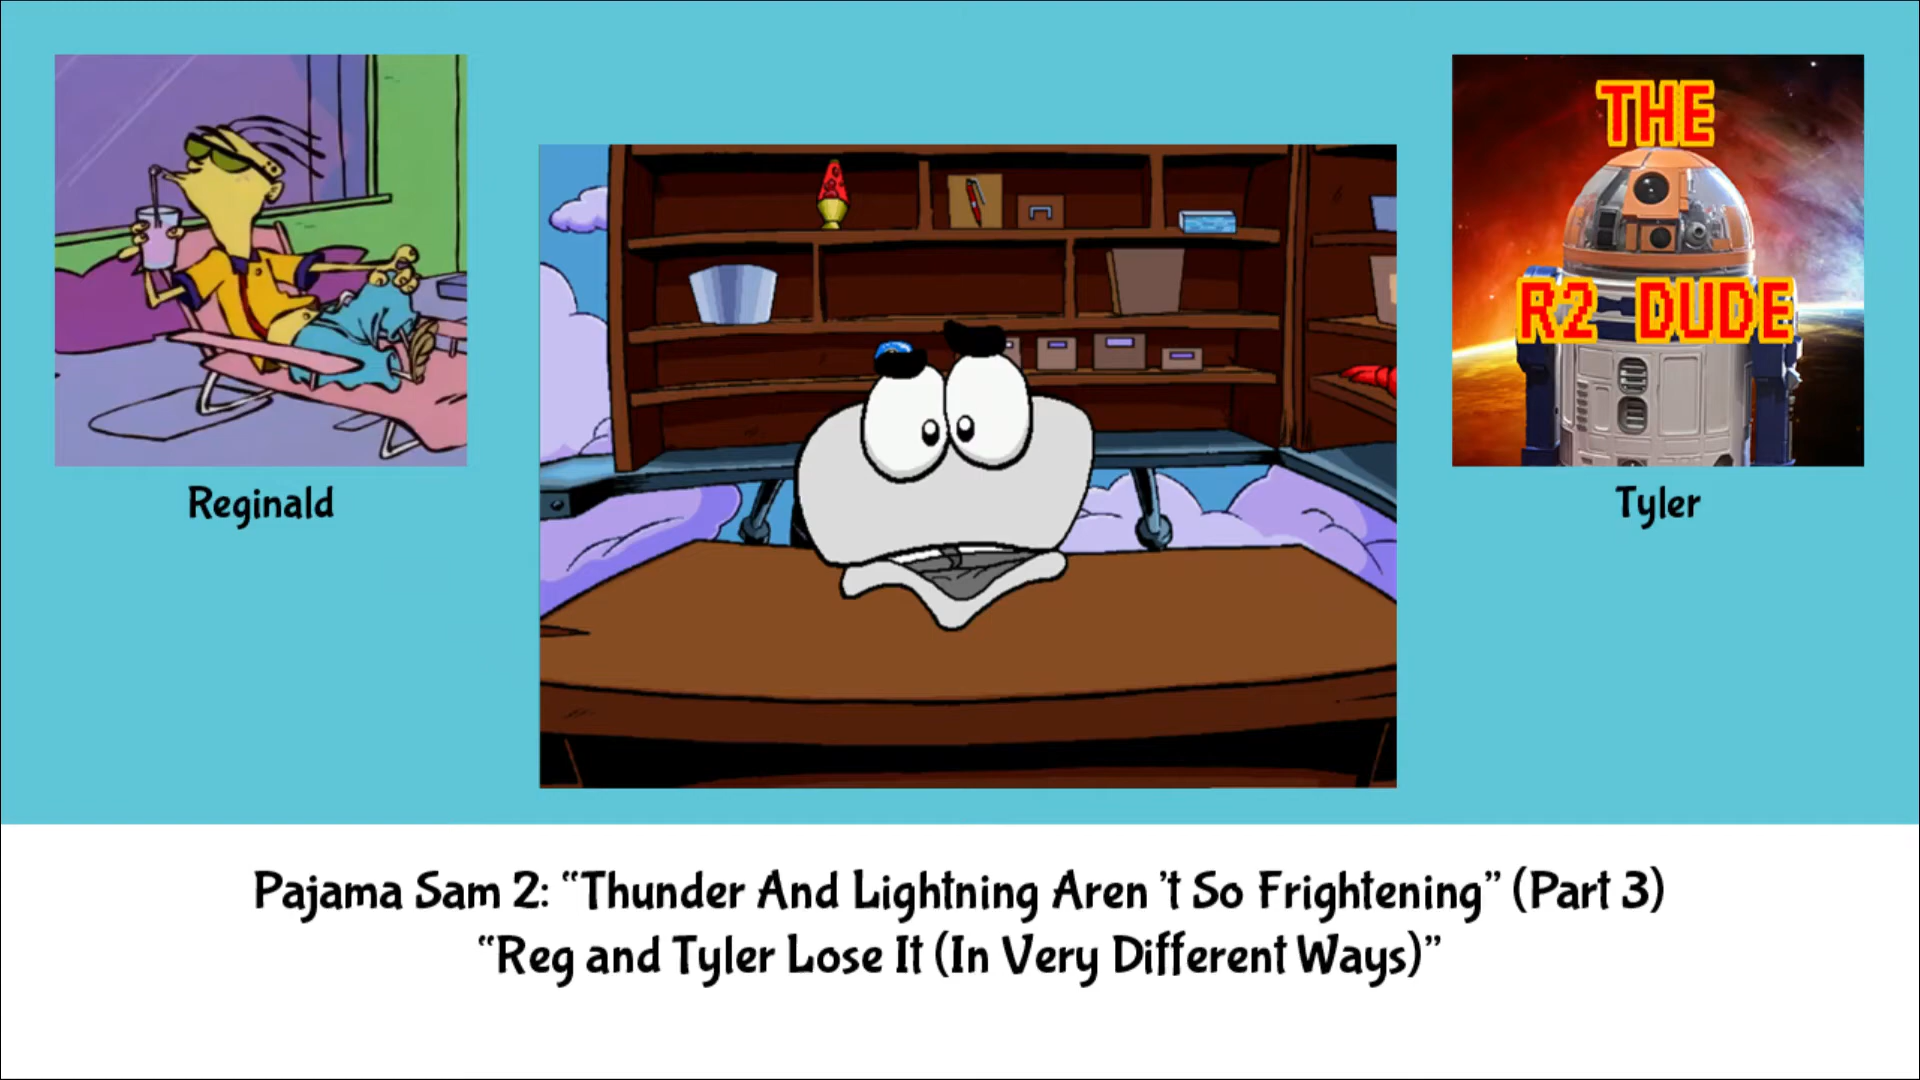 THE
R2 DUDE
Reginald
Tyler
Pajama Sam 2: “Thunder And Lightning Aren ’t So Frightening” (Part 3)
“Reg and Tyler Lose It (In Very Different Ways)”